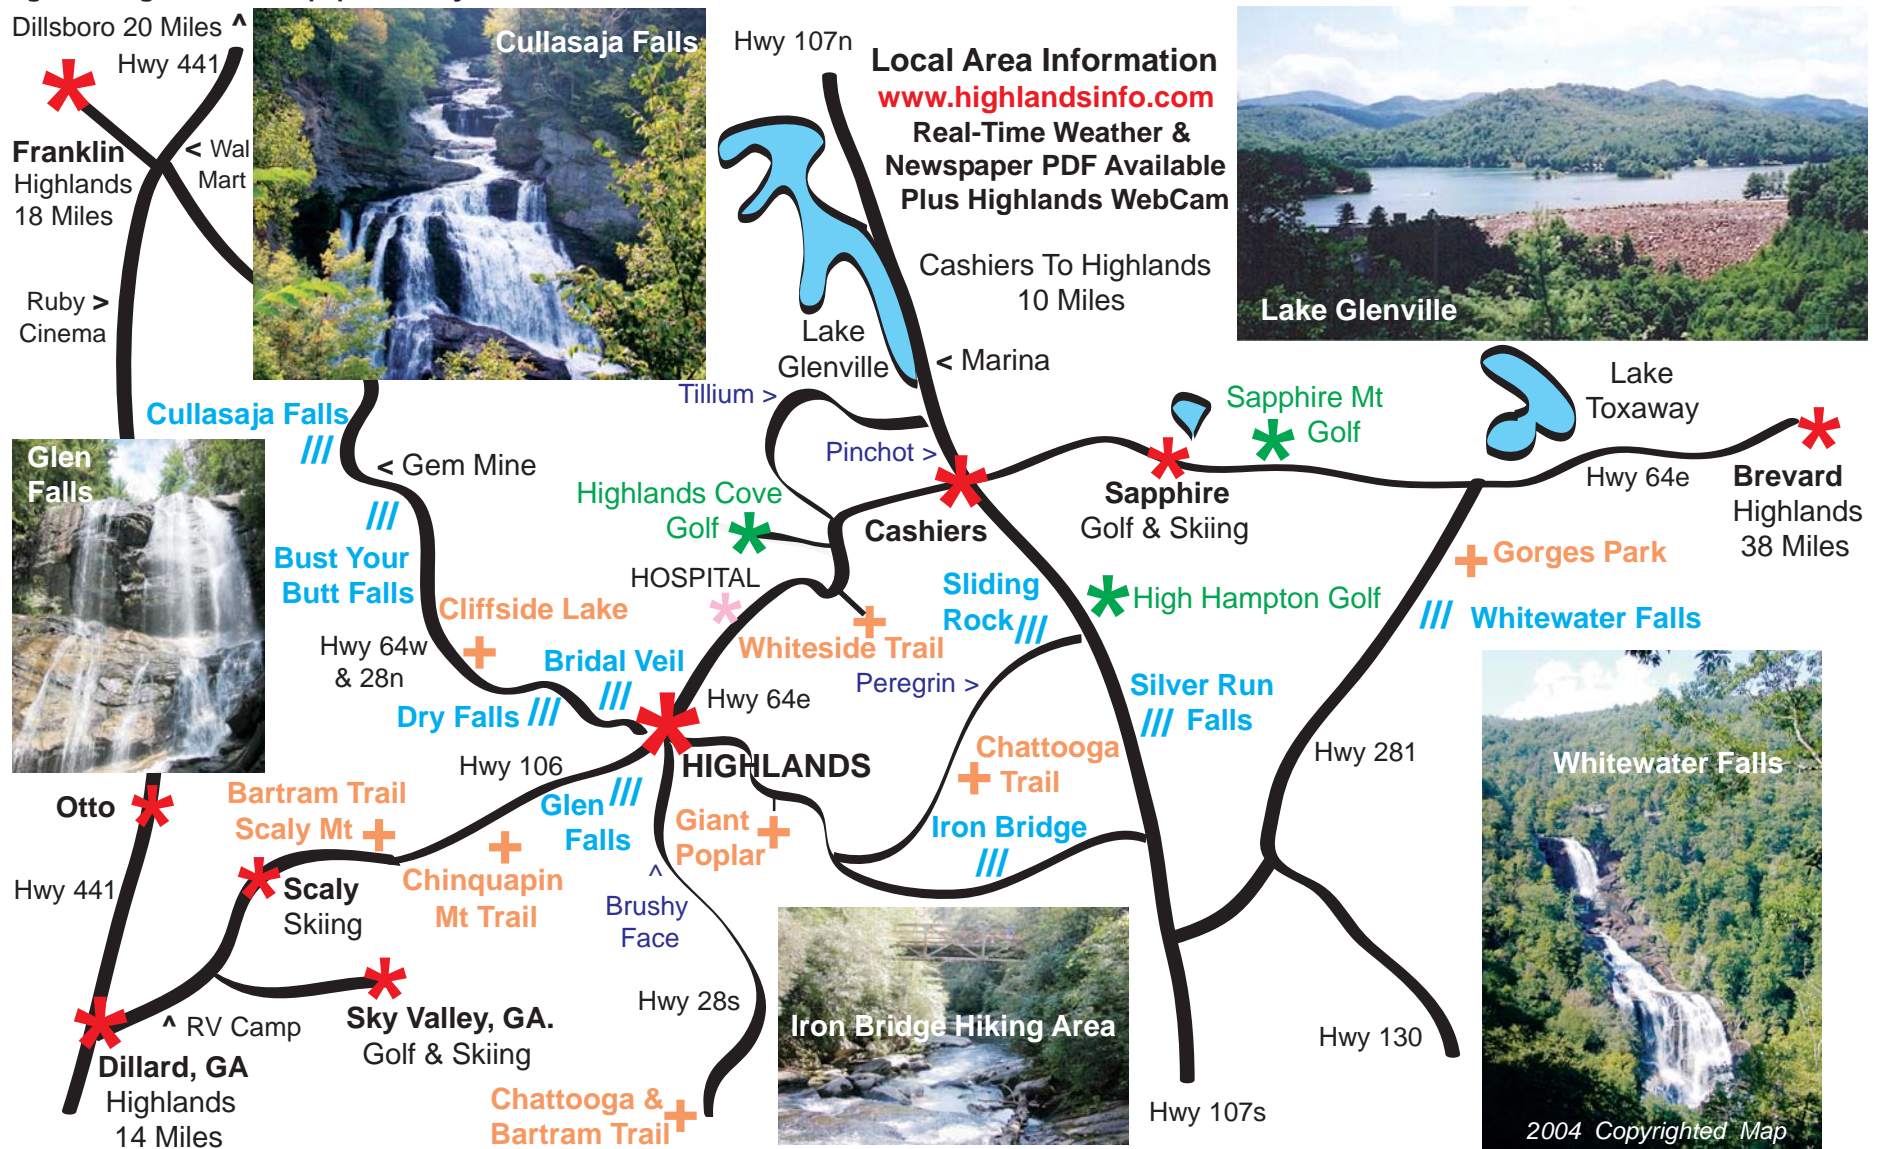 Dillsboro 20 Miles ^
Hwy 441
Franklin
Highlands
18 Miles
< Wal
Mart
Ruby >
Cinema
Cullasaja Falls
Hwy 107n
Local Area Information
www.highlandsinfo.com
Real-Time Weather &
Newspaper PDF Available
Plus Highlands WebCam
Cashiers To Highlands
10 Miles
Lake Glenville
Lake
Glenville
< Marina
Tillium >
Pinchot >
Sapphire Mt
Golf
Lake
Toxaway
Cullasaja Falls
< Gem Mine
Glen
Falls
Highlands Cove
Golf
Cashiers
Sapphire
Golf & Skiing
Hwy 64e
Brevard
Highlands
38 Miles
Bust Your
Butt Falls
HOSPITAL
Sliding
Rock
High Hampton Golf
Gorges Park
Whitewater Falls
Cliffside Lake
Hwy 64w
& 28n
Bridal Veil
Whiteside Trail
Peregrin >
Hwy 64e
Dry Falls
Silver Run
Falls
Hwy 106
HIGHLANDS
Chattooga
Trail
Hwy 281
Whitewater Falls
Otto
Bartram Trail
Scaly Mt
Glen
Falls
Giant
Poplar
Iron Bridge
Hwy 441
Scaly
Skiing
Chinquapin
Mt Trail
^
Brushy
Face
^ RV Camp
Sky Valley, GA.
Golf & Skiing
Hwy 28s
Iron Bridge Hiking Area
Hwy 130
Dillard, GA
Highlands
14 Miles
Chattooga &
Bartram Trail
Hwy 107s
2004 Copyrighted Map